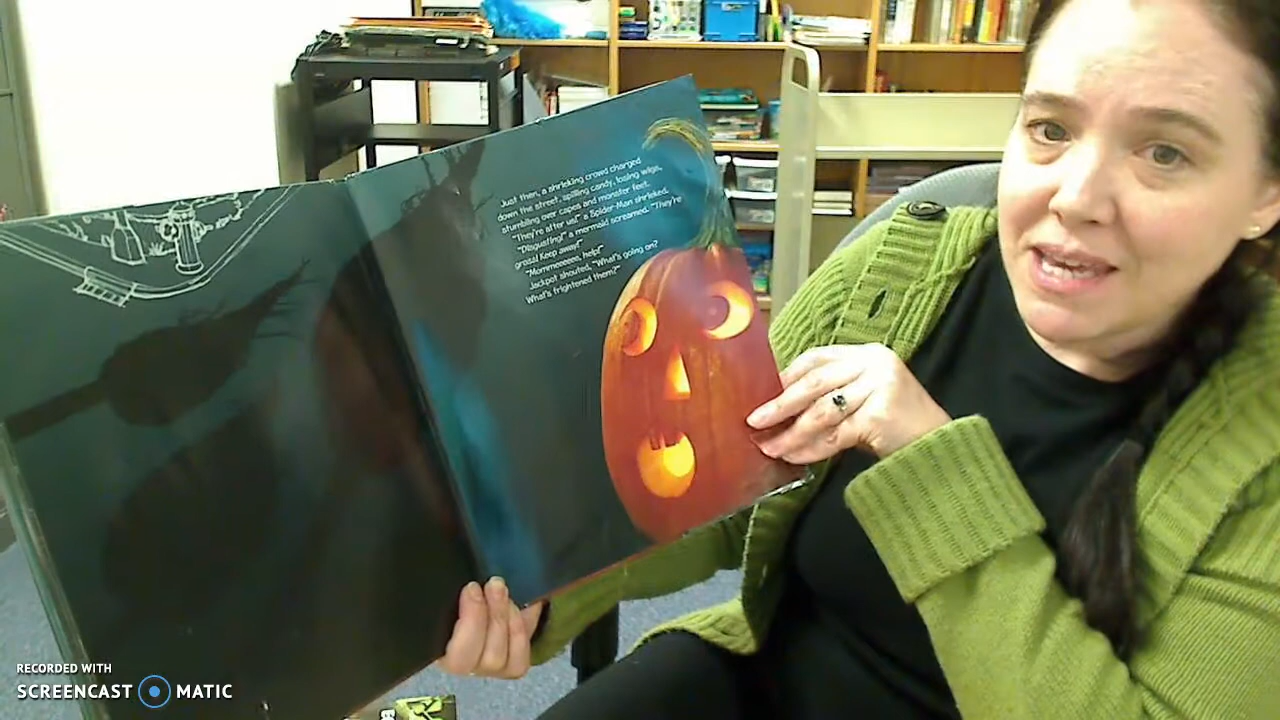 Just then, a shrieking crowd charged
down the street, spilling candy, losing wigs,
stumbling over capes and monster feet.
"They're after us!" a Spider-Man shrieked.
"Disgusting!" a mermaid screamed. "They're
gross! Keep away!"
"Mommeeeeee, help!"
Jackpot shouted, "What's going on?
What's frightened them?"
RECORDED WITH
SCREENCAST MATIC